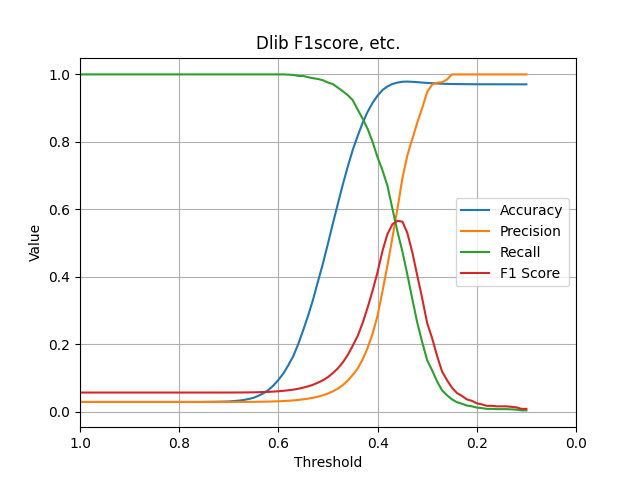 Dlib F1score, etc.
Value
1.0
0.8
0.6
0.4
0.2
0.0
Accuracy
Precision
Recall
F1 Score
1.0 0.8 0.6 0.4 0.2 0.0
Threshold